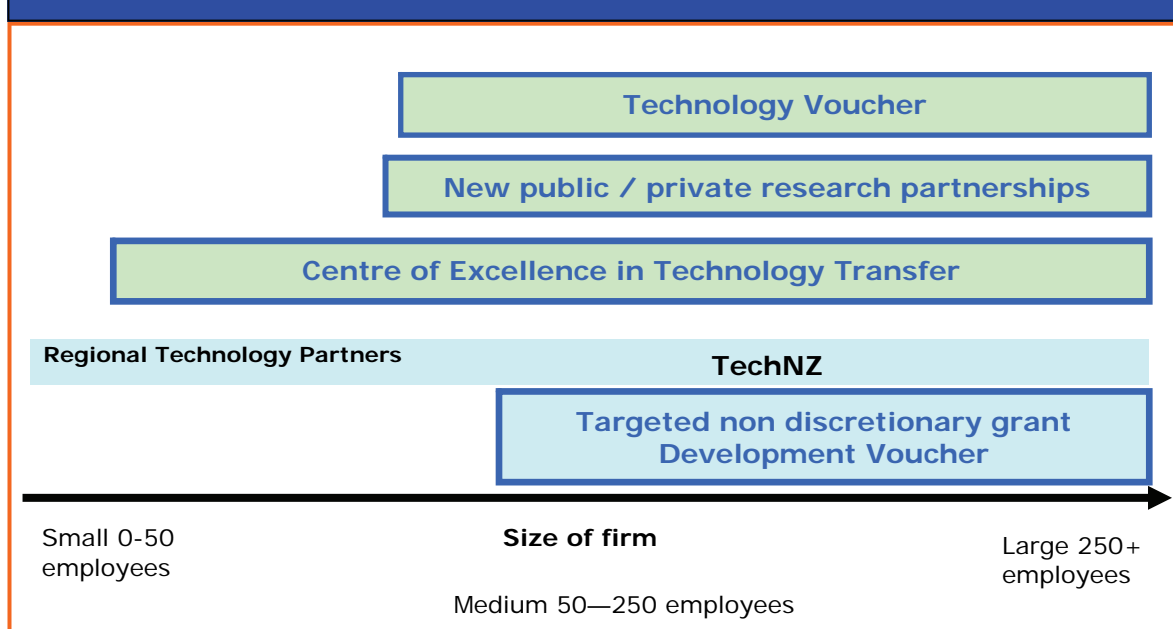 Technology Voucher
New public / private research partnerships
Centre of Excellence in Technology Transfer
Regional Technology Partners
TechNZ
Targeted non discretionary grant
Development Voucher
Small 0-50
employees
Size of firm
Large 250+
employees
Medium 50—250 employees